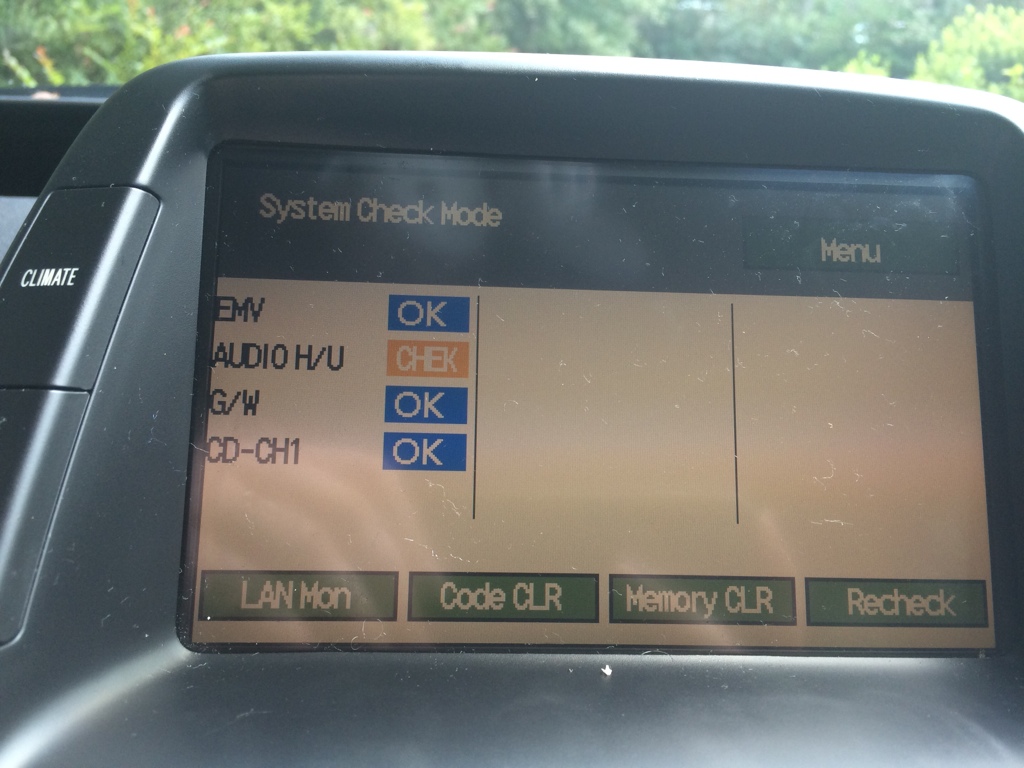 System Check Mode
Menu
CLIMATE
EMV OK
AUDIO H/U CHEK
G/W OK
CD-CH1 OK
LAN Mon Code CLR Memory CLR Recheck